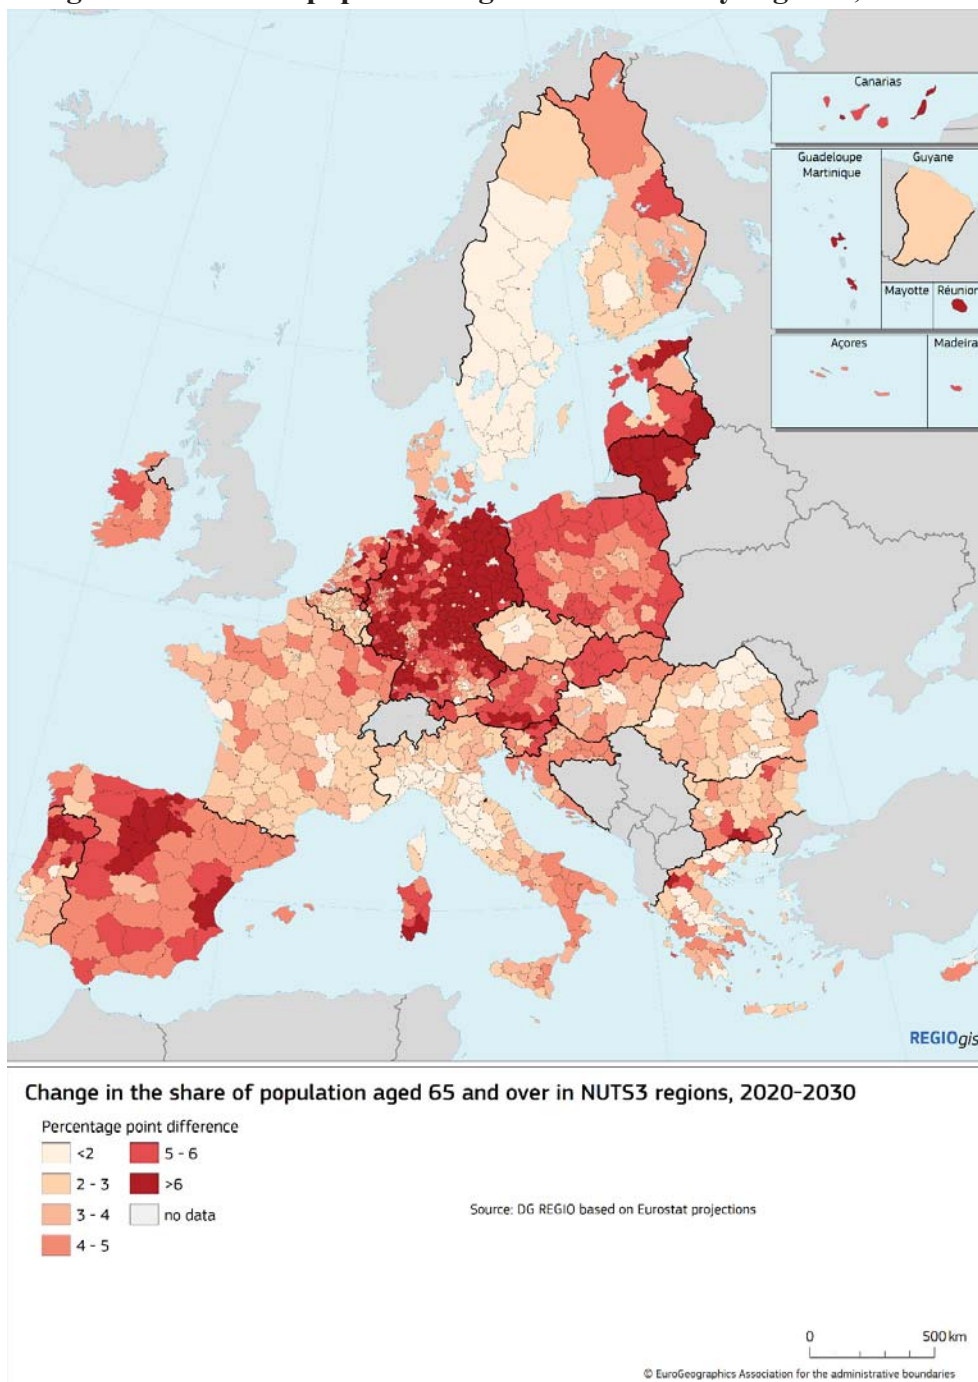 Canarias
Guadeloupe
Martinique
Guyane
Mayotte
Réunion
Açores
Madeira
REGIOgis
Change in the share of population aged 65 and over in NUTS3 regions, 2020-2030
Percentage point difference
<2
5 - 6
2 - 3
>6
3 - 4
no data
4 - 5
Source: DG REGIO based on Eurostat projections
0
500 km
© EuroGeographics Association for the administrative boundaries